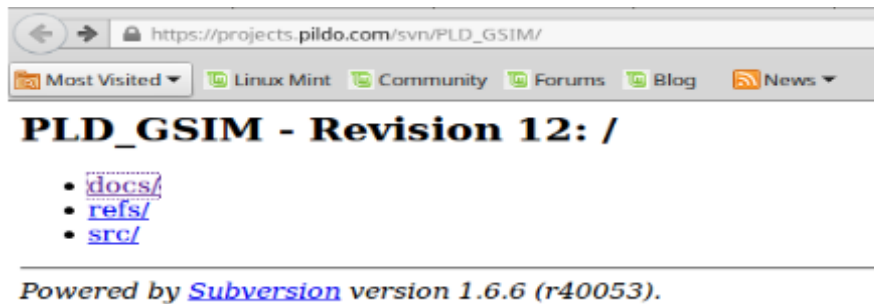 https://projects.pildo.com/svn/PLD_GSIM/
Most Visited Linux Mint Community Forums Blog News
PLD_GSIM - Revision 12: /
docs/
refs/
src/
Powered by Subversion version 1.6.6 (r40053).